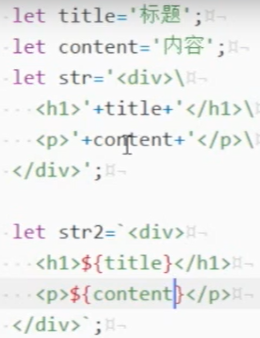 let title='标题';
let content='内容';
let str='<div>\
<h1>'+title+'</h1>\
<p>'+content+'</p>\
</div>';
let str2=`<div>
<h1>${title}</h1>
<p>${content}</p>
</div>`;